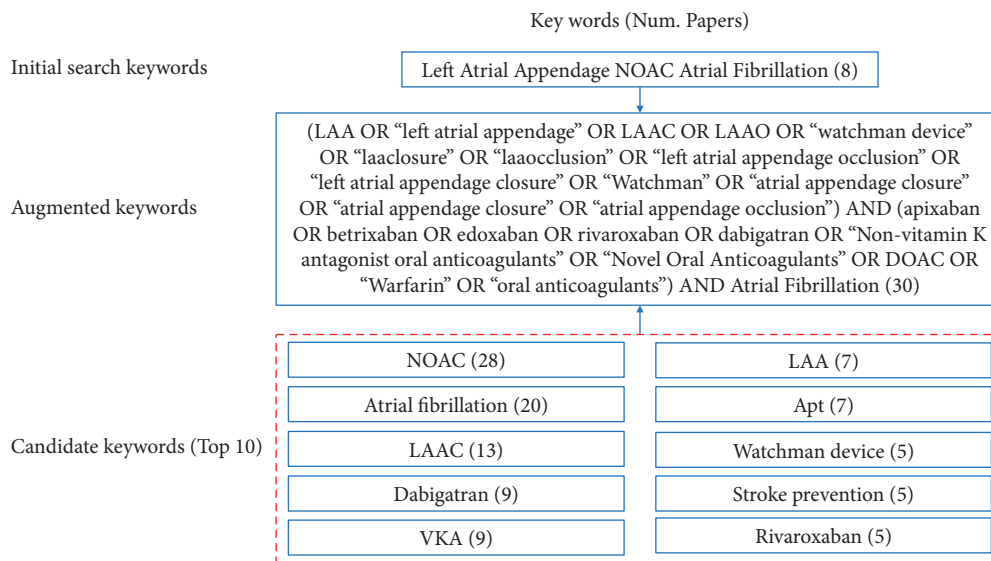 Key words (Num. Papers)
Initial search keywords
Left Atrial Appendage NOAC Atrial Fibrillation (8)
Augmented keywords
(LAA OR “left atrial appendage” OR LAAC OR LAAO OR “watchman device”
OR “laaclosure” OR “laaocclusion” OR “left atrial appendage occlusion” OR
“left atrial appendage closure” OR “Watchman” OR “atrial appendage closure”
OR “atrial appendage closure” OR “atrial appendage occlusion”) AND (apixaban
OR betrixaban OR edoxaban OR rivaroxaban OR dabigatran OR “Non-vitamin K
antagonist oral anticoagulants” OR “Novel Oral Anticoagulants” OR DOAC OR
“Warfarin” OR “oral anticoagulants”) AND Atrial Fibrillation (30)
Candidate keywords (Top 10)
NOAC (28)
Atrial fibrillation (20)
LAAC (13)
Dabigatran (9)
VKA (9)
LAA (7)
Apt (7)
Watchman device (5)
Stroke prevention (5)
Rivaroxaban (5)